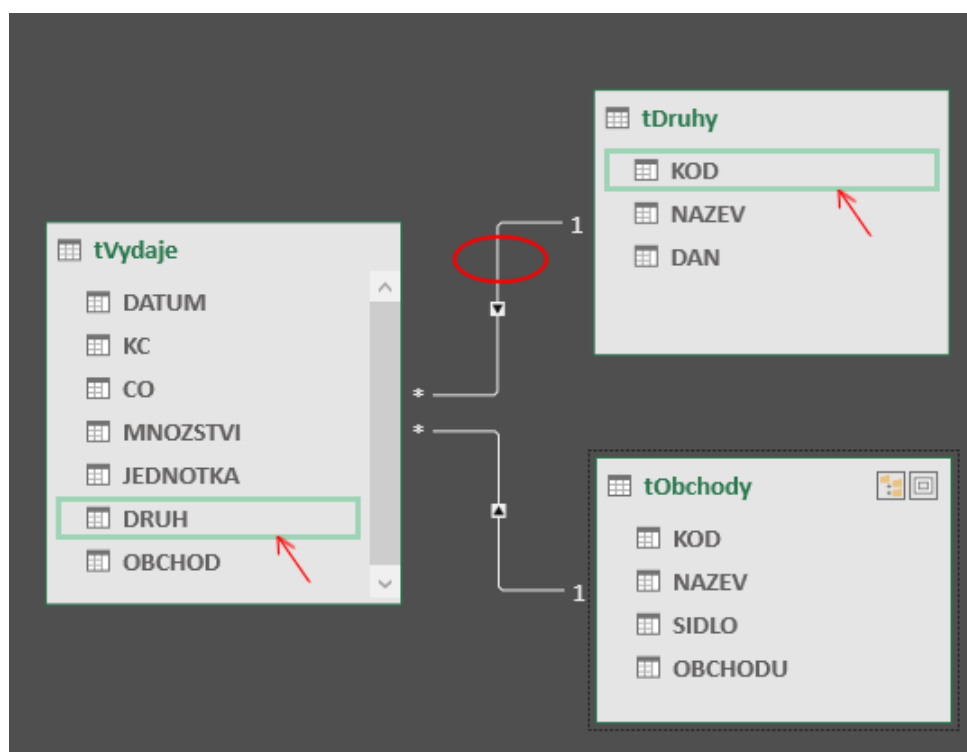 tVydaje
DATUM
KC
CO
MNOZSTVI
JEDNOTKA
DRUH
OBCHOD
*
*
1
1
tDruhy
KOD
NAZEV
DAN
tObchody
KOD
NAZEV
SIDLO
OBCHODU